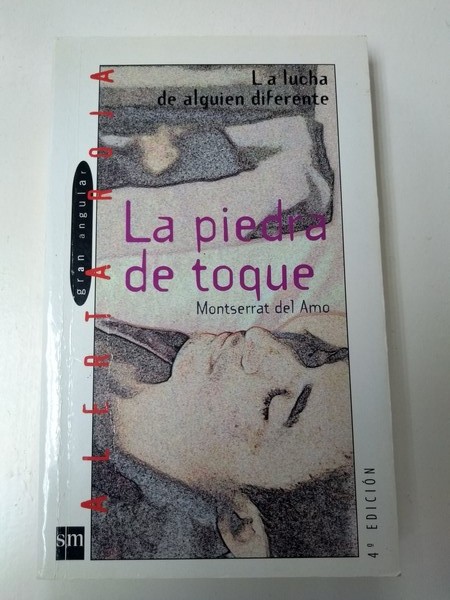 La lucha
de alguien diferente
La piedra
de toque
Montserrat del Amo
gran angular
ALERTA ROJA
sm
4ª EDICIÓN